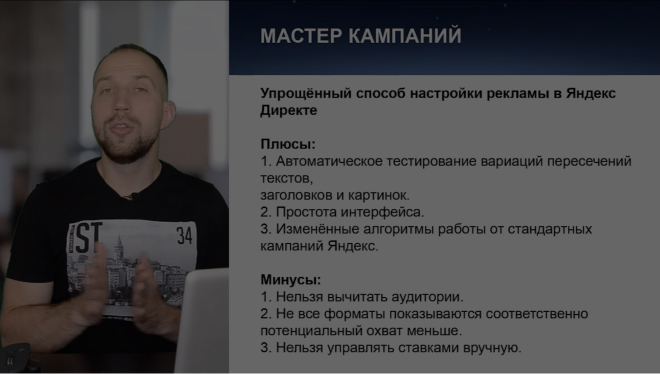 МАСТЕР КАМПАНИЙ
Упрощённый способ настройки рекламы в Яндекс
Директе
Плюсы:
1. Автоматическое тестирование вариаций пересечений
текстов,
заголовков и картинок.
2. Простота интерфейса.
3. Изменённые алгоритмы работы от стандартных
кампаний Яндекс.
Минусы:
1. Нельзя вычитать аудитории.
2. Не все форматы показываются соответственно
потенциальный охват меньше.
3. Нельзя управлять ставками вручную.
ST
34